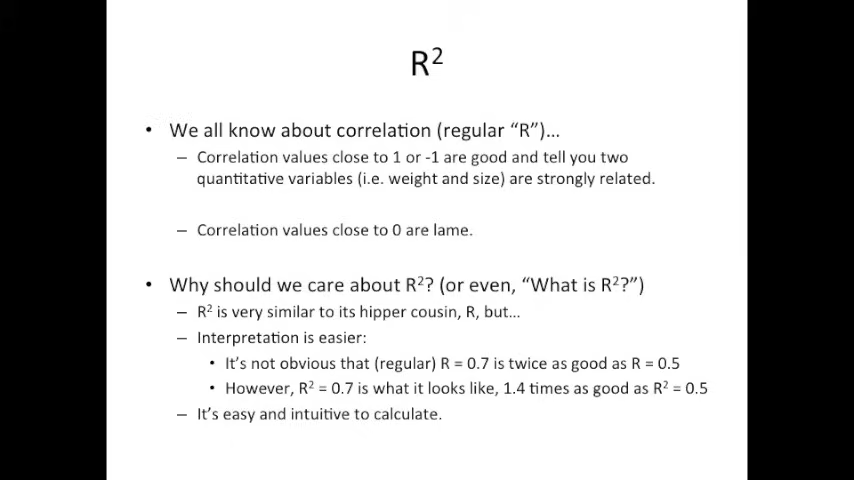 R²
• We all know about correlation (regular “R”)…
– Correlation values close to 1 or -1 are good and tell you two
quantitative variables (i.e. weight and size) are strongly related.
– Correlation values close to 0 are lame.
• Why should we care about R²? (or even, “What is R²?”)
– R² is very similar to its hipper cousin, R, but…
– Interpretation is easier:
• It’s not obvious that (regular) R = 0.7 is twice as good as R = 0.5
• However, R² = 0.7 is what it looks like, 1.4 times as good as R² = 0.5
– It’s easy and intuitive to calculate.